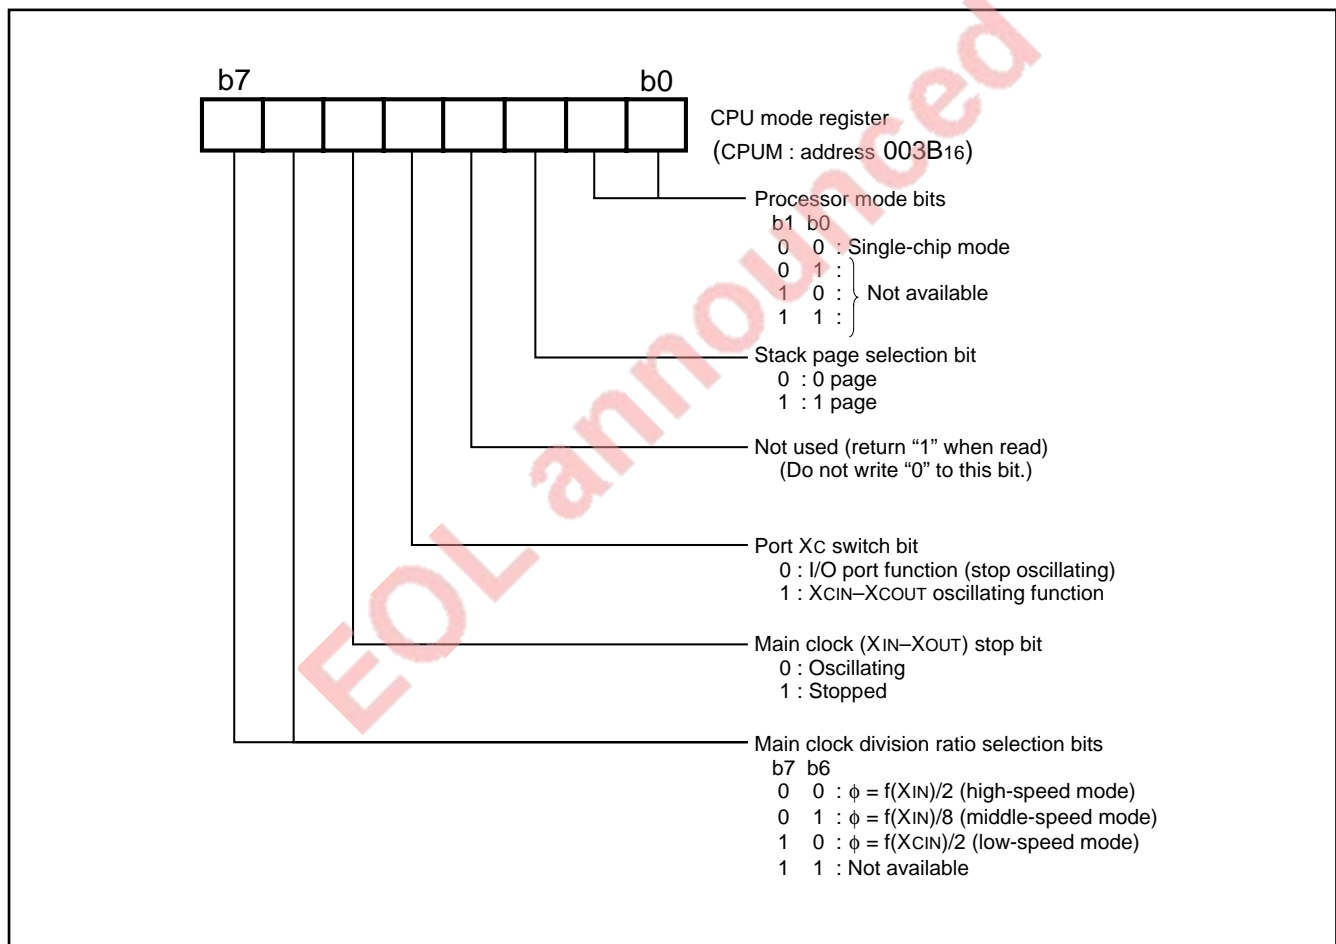 b7 b0
CPU mode register
(CPUM : address 003B16)
Processor mode bits
b1 b0
0 0 : Single-chip mode
0 1 :
1 0 : Not available
1 1 :
Stack page selection bit
0 : 0 page
1 : 1 page
Not used (return “1” when read)
(Do not write “0” to this bit.)
Port XC switch bit
0 : I/O port function (stop oscillating)
1 : XCIN–XCOUT oscillating function
Main clock (XIN–XOUT) stop bit
0 : Oscillating
1 : Stopped
Main clock division ratio selection bits
b7 b6
0 0 : ϕ = f(XIN)/2 (high-speed mode)
0 1 : ϕ = f(XIN)/8 (middle-speed mode)
1 0 : ϕ = f(XCIN)/2 (low-speed mode)
1 1 : Not available
EOL announced